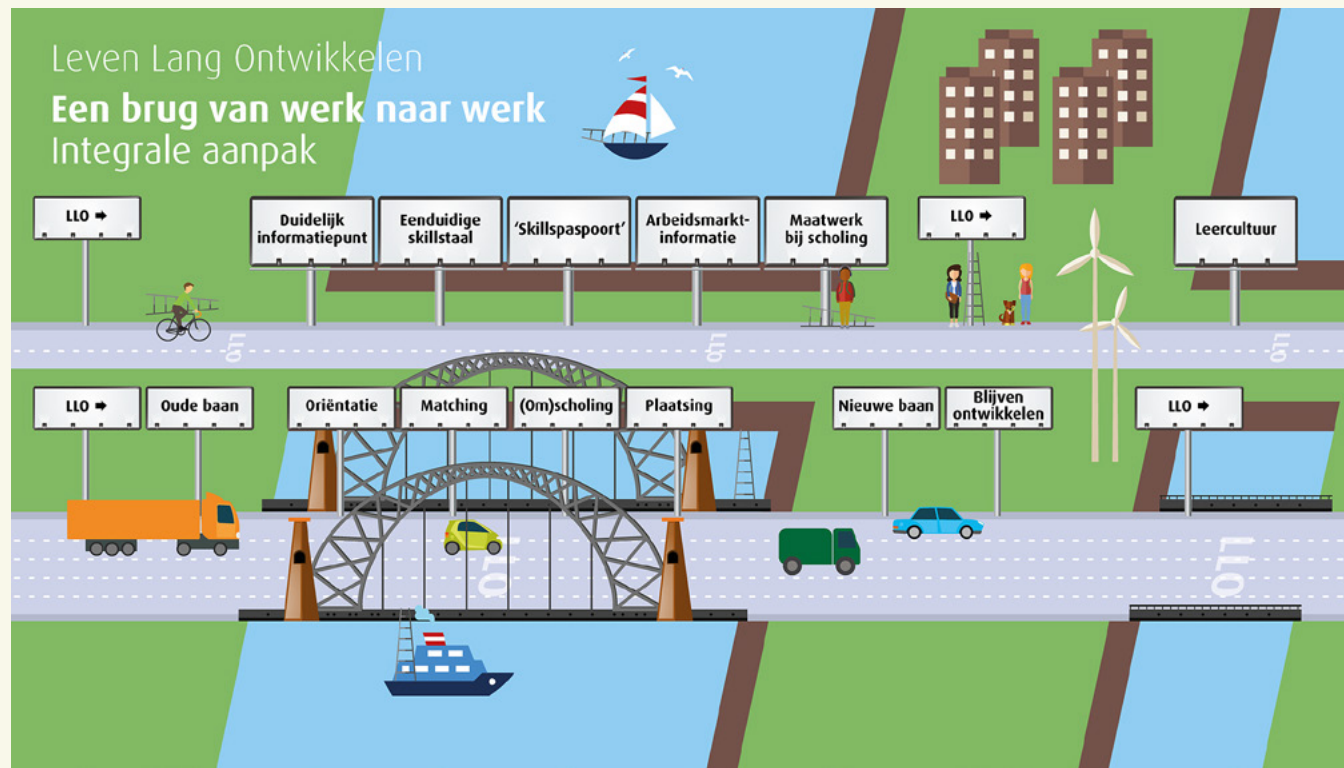 Leven Lang Ontwikkelen
Een brug van werk naar werk
Integrale aanpak
LLO ➡
Duidelijk
informatiepunt
Eenduidige
skillstaal
'Skillspaspoort'
Arbeidsmarkt-
informatie
Maatwerk
bij scholing
LLO ➡
Leercultuur
LLO
LLO
LLO
LLO ➡
Oude baan
Oriëntatie
Matching
(Om)scholing
Plaatsing
Nieuwe baan
Blijven
ontwikkelen
LLO ➡
LLO
LLO